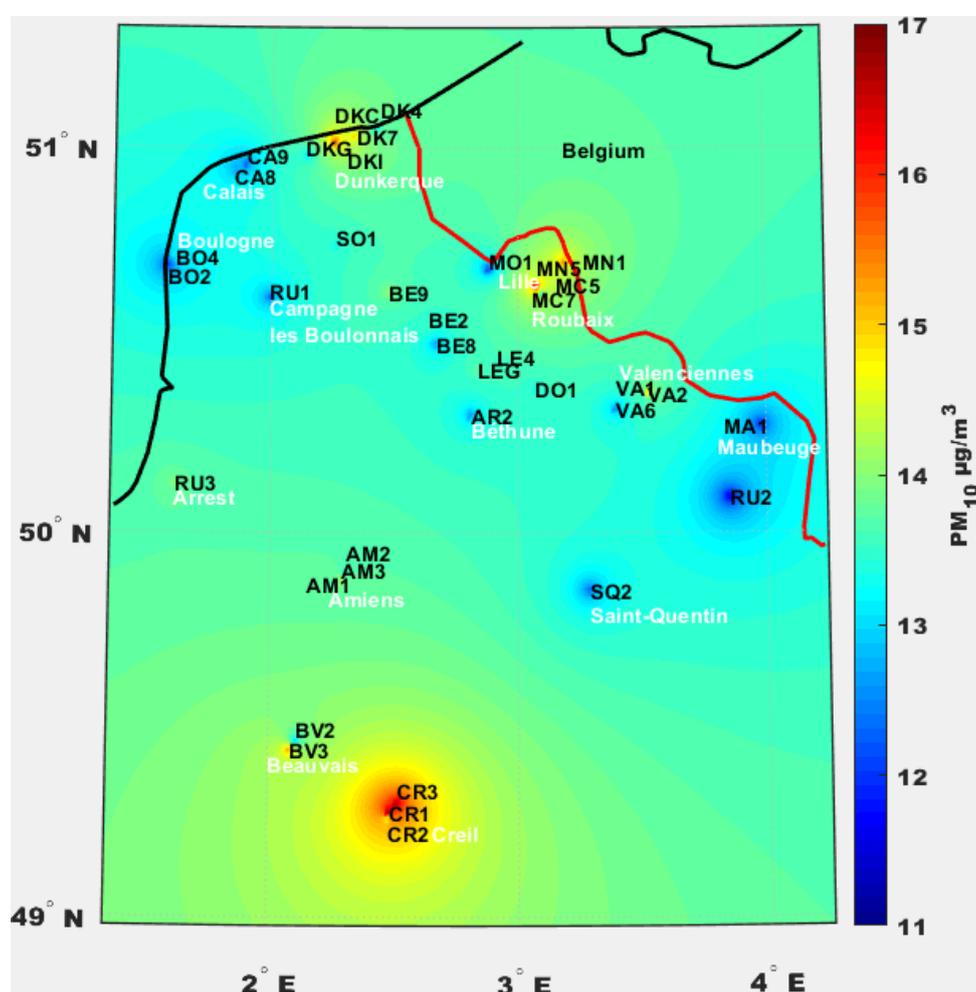 17
DKC DK4
DK7
51° N
DKG
Belgium
CA9
DKI
CA8
Dunkerque
Calais
16
SO1
Boulogne
BO4
MO1
MN1
MN5
BO2
Lille
MC5
RU1
BE9
MC7
Campagne
BE2
Roubaix
15
les Boulonnais
BE8
LE4
LEG
Valenciennes
DO1
VA1
VA2
VA6
AR2
MA1
Bethune
Maubeuge
14
RU3
RU2
Arrest
PM10 µg/m3
50° N
AM2
AM3
AM1
SQ2
Amiens
Saint-Quentin
13
BV2
BV3
Beauvais
12
CR3
CR1
CR2 Creil
49° N
11
2° E
3° E
4° E